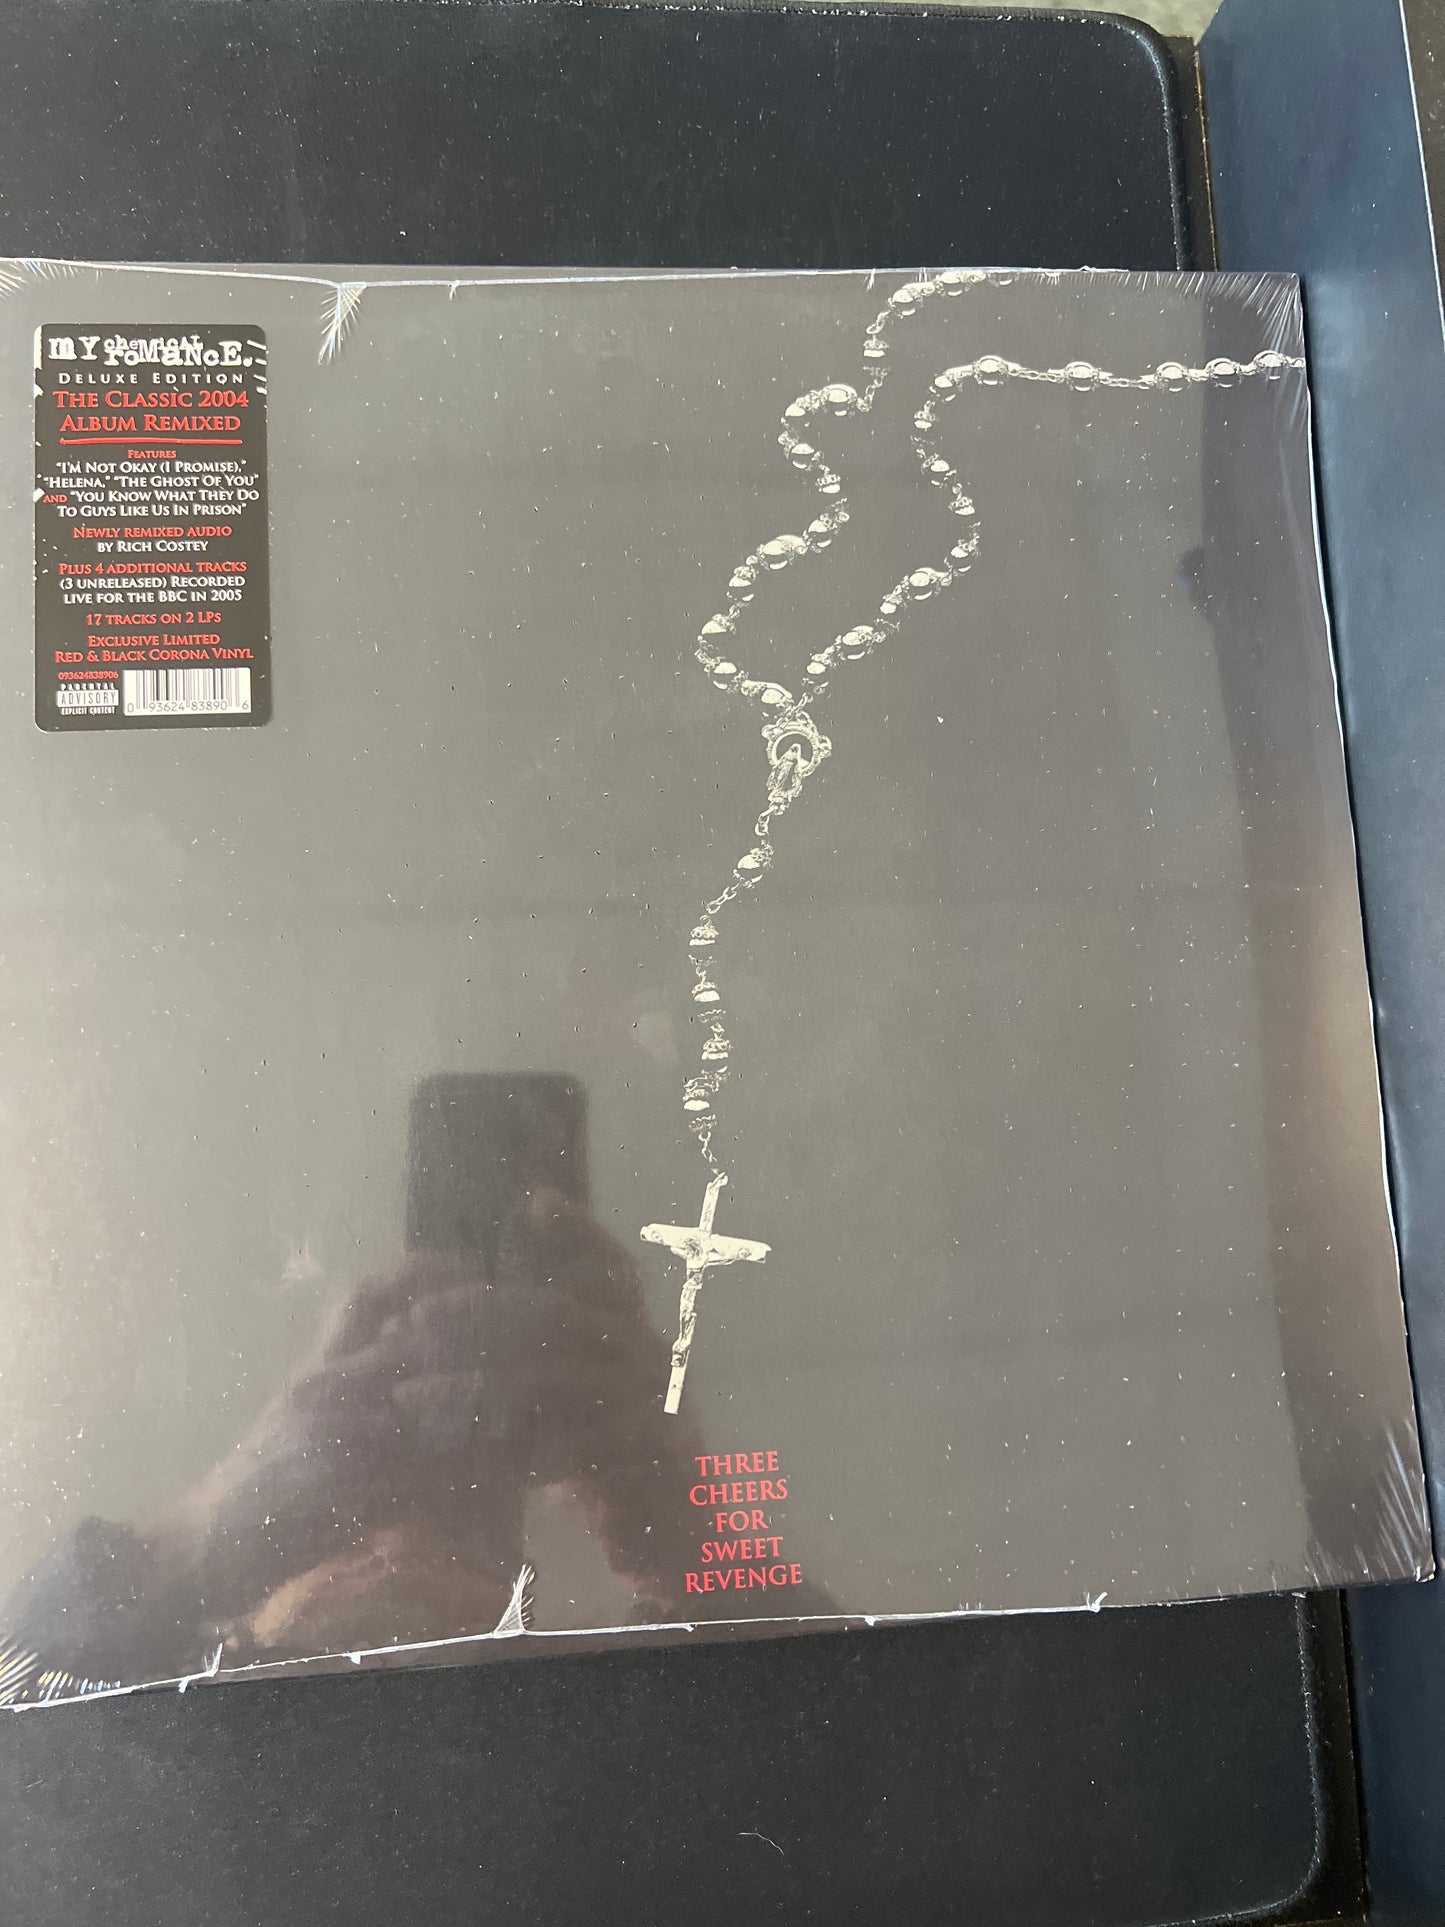 my chemical romance.
DELUXE EDITION
THE CLASSIC 2004
ALBUM REMIXED
FEATURES
"I'M NOT OKAY (I PROMISE),"
"HELENA," "THE GHOST OF YOU"
AND "YOU KNOW WHAT THEY DO
TO GUYS LIKE US IN PRISON"
NEWLY REMIXED AUDIO
BY RICH COSTEY
PLUS 4 ADDITIONAL TRACKS
(3 UNRELEASED) RECORDED
LIVE FOR THE BBC IN 2005
17 TRACKS ON 2 LPS
EXCLUSIVE LIMITED
RED & BLACK CORONA VINYL
093624838906
PARENTAL
ADVISORY
EXPLICIT CONTENT
0 93624 83890 6
THREE
CHEERS
FOR
SWEET
REVENGE